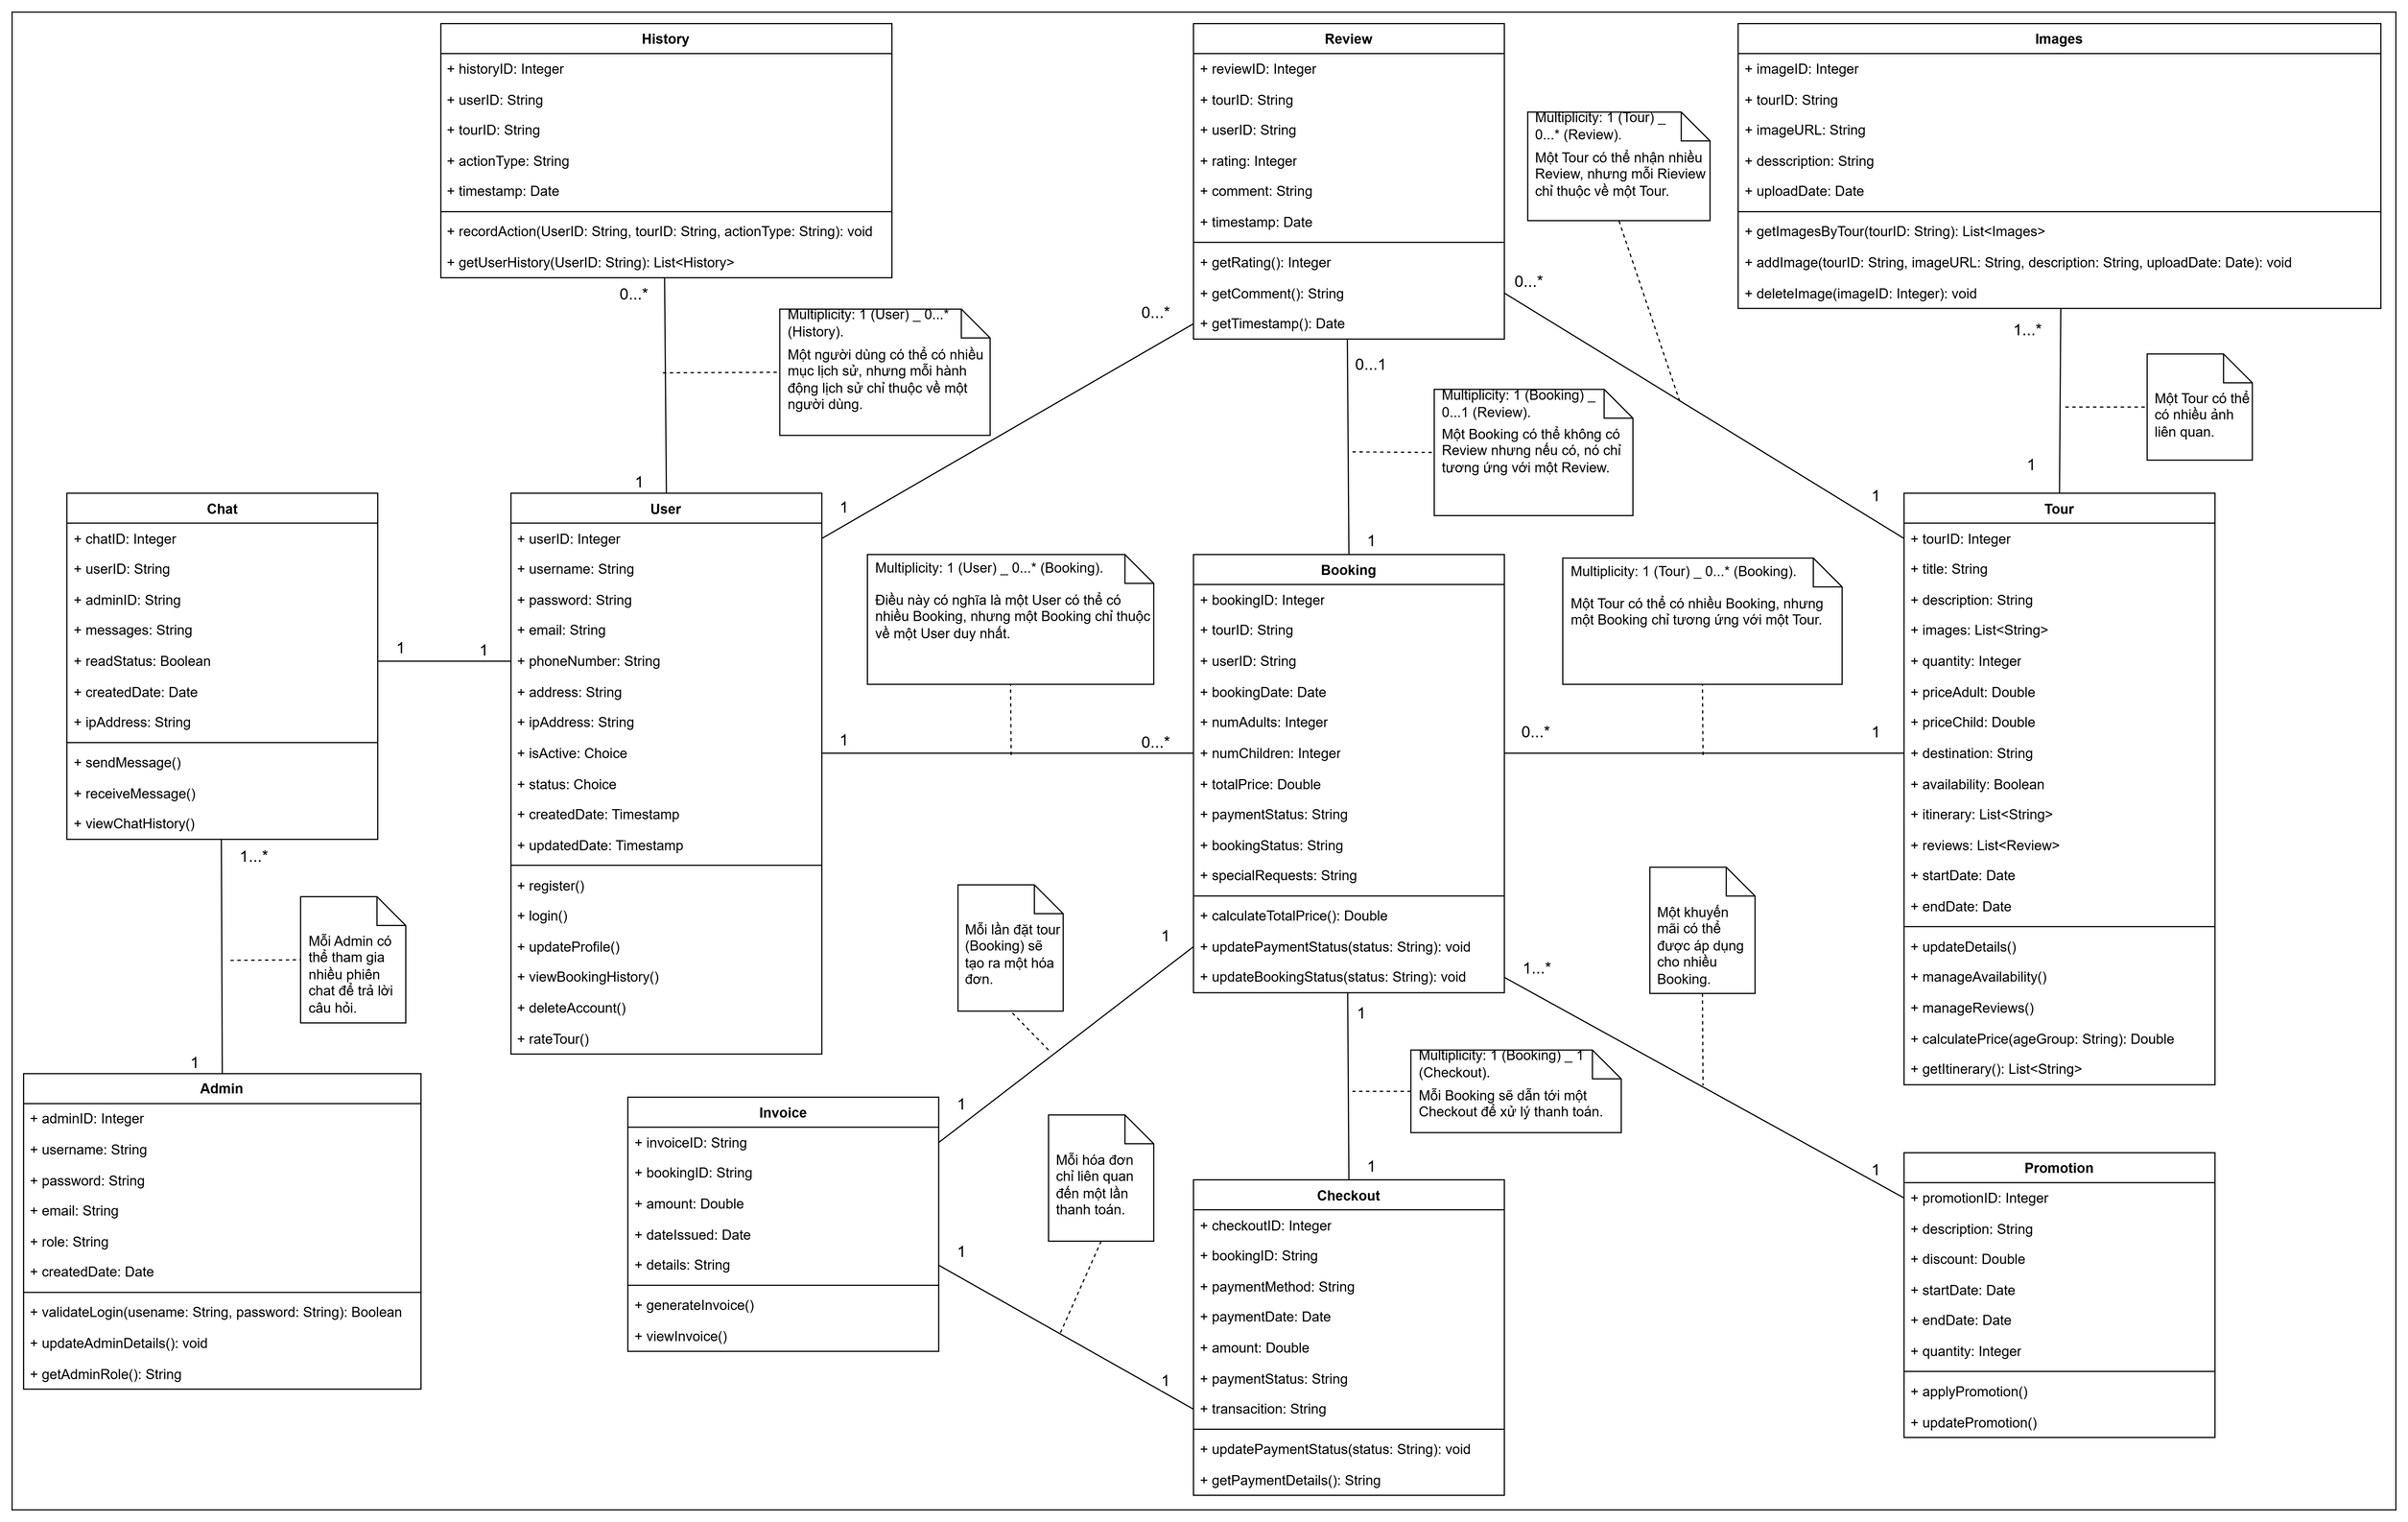 History
+ historyID: Integer
+ userID: String
+ tourID: String
+ actionType: String
+ timestamp: Date
+ recordAction(UserID: String, tourID: String, actionType: String): void
+ getUserHistory(UserID: String): List<History>
Review
+ reviewID: Integer
+ tourID: String
+ userID: String
+ rating: Integer
+ comment: String
+ timestamp: Date
+ getRating(): Integer
+ getComment(): String
+ getTimestamp(): Date
Multiplicity: 1 (Tour) _
0...* (Review).
Một Tour có thể nhận nhiều
Review, nhưng mỗi Rieview
chỉ thuộc về một Tour.
Images
+ imageID: Integer
+ tourID: String
+ imageURL: String
+ desscription: String
+ uploadDate: Date
+ getImagesByTour(tourID: String): List<Images>
+ addImage(tourID: String, imageURL: String, description: String, uploadDate: Date): void
+ deleteImage(imageID: Integer): void
0...*
Multiplicity: 1 (User) _ 0...*
(History).
Một người dùng có thể có nhiều
mục lịch sử, nhưng mỗi hành
động lịch sử chỉ thuộc về một
người dùng.
1
0...*
1
0...*
1
0...1
Multiplicity: 1 (Booking) _
0...1 (Review).
Một Booking có thể không có
Review nhưng nếu có, nó chỉ
tương ứng với một Review.
1
1...*
Một Tour có thể
có nhiều ảnh
liên quan.
1
Chat
+ chatID: Integer
+ userID: String
+ adminID: String
+ messages: String
+ readStatus: Boolean
+ createdDate: Date
+ ipAddress: String
+ sendMessage()
+ receiveMessage()
+ viewChatHistory()
1
1
User
+ userID: Integer
+ username: String
+ password: String
+ email: String
+ phoneNumber: String
+ address: String
+ ipAddress: String
+ isActive: Choice
+ status: Choice
+ createdDate: Timestamp
+ updatedDate: Timestamp
+ register()
+ login()
+ updateProfile()
+ viewBookingHistory()
+ deleteAccount()
+ rateTour()
Multiplicity: 1 (User) _ 0...* (Booking).
Điều này có nghĩa là một User có thể có
nhiều Booking, nhưng một Booking chỉ thuộc
về một User duy nhất.
1
0...*
Booking
+ bookingID: Integer
+ tourID: String
+ userID: String
+ bookingDate: Date
+ numAdults: Integer
+ numChildren: Integer
+ totalPrice: Double
+ paymentStatus: String
+ bookingStatus: String
+ specialRequests: String
+ calculateTotalPrice(): Double
+ updatePaymentStatus(status: String): void
+ updateBookingStatus(status: String): void
Multiplicity: 1 (Tour) _ 0...* (Booking).
Một Tour có thể có nhiều Booking, nhưng
một Booking chỉ tương ứng với một Tour.
0...*
1
Tour
+ tourID: Integer
+ title: String
+ description: String
+ images: List<String>
+ quantity: Integer
+ priceAdult: Double
+ priceChild: Double
+ destination: String
+ availability: Boolean
+ itinerary: List<String>
+ reviews: List<Review>
+ startDate: Date
+ endDate: Date
+ updateDetails()
+ manageAvailability()
+ manageReviews()
+ calculatePrice(ageGroup: String): Double
+ getItinerary(): List<String>
1...*
Mỗi Admin có
thể tham gia
nhiều phiên
chat để trả lời
câu hỏi.
1
Admin
+ adminID: Integer
+ username: String
+ password: String
+ email: String
+ role: String
+ createdDate: Date
+ validateLogin(usename: String, password: String): Boolean
+ updateAdminDetails(): void
+ getAdminRole(): String
Mỗi lần đặt tour
(Booking) sẽ
tạo ra một hóa
đơn.
1
1
Invoice
+ invoiceID: String
+ bookingID: String
+ amount: Double
+ dateIssued: Date
+ details: String
+ generateInvoice()
+ viewInvoice()
1
Mỗi hóa đơn
chỉ liên quan
đến một lần
thanh toán.
1
1
Multiplicity: 1 (Booking) _ 1
(Checkout).
Mỗi Booking sẽ dẫn tới một
Checkout để xử lý thanh toán.
1
Checkout
+ checkoutID: Integer
+ bookingID: String
+ paymentMethod: String
+ paymentDate: Date
+ amount: Double
+ paymentStatus: String
+ transacition: String
+ updatePaymentStatus(status: String): void
+ getPaymentDetails(): String
1...*
Một khuyến
mãi có thể
được áp dụng
cho nhiều
Booking.
1
Promotion
+ promotionID: Integer
+ description: String
+ discount: Double
+ startDate: Date
+ endDate: Date
+ quantity: Integer
+ applyPromotion()
+ updatePromotion()